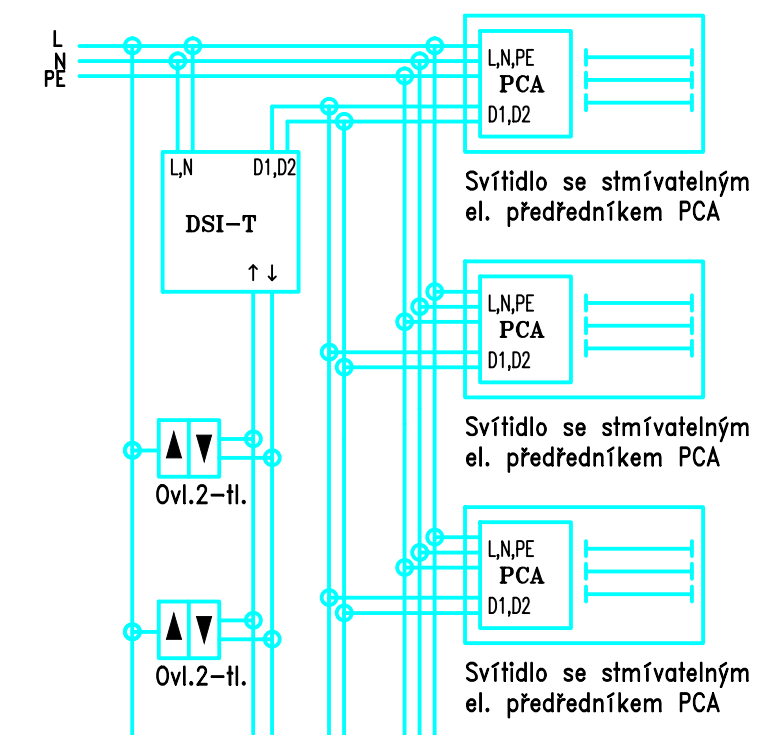 L
N
PE
L,N,PE
PCA
D1,D2
Svítidlo se stmívatelným
el. předředníkem PCA
L,N
D1,D2
DSI-T
↑ ↓
L,N,PE
PCA
D1,D2
Svítidlo se stmívatelným
el. předředníkem PCA
Ovl.2-tl.
L,N,PE
PCA
D1,D2
Svítidlo se stmívatelným
el. předředníkem PCA
Ovl.2-tl.